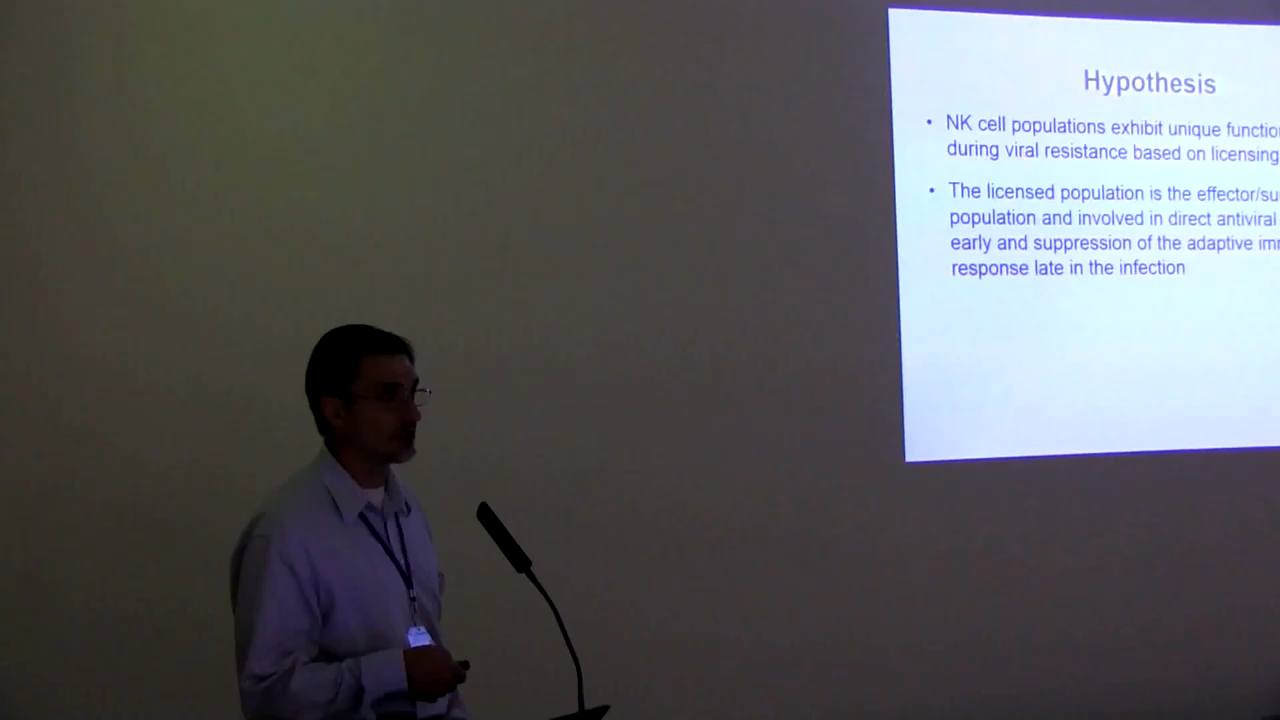 Hypothesis
• NK cell populations exhibit unique functio
during viral resistance based on licensing
• The licensed population is the effector/su
population and involved in direct antiviral
early and suppression of the adaptive im
response late in the infection